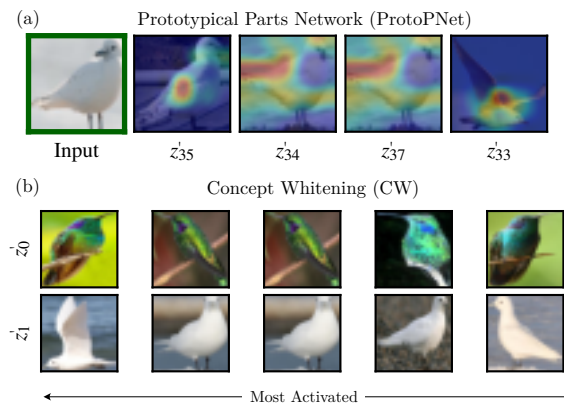 (a) Prototypical Parts Network (ProtoPNet)
Input z′35 z′34 z′37 z′33
(b) Concept Whitening (CW)
z′0
z′1
Most Activated